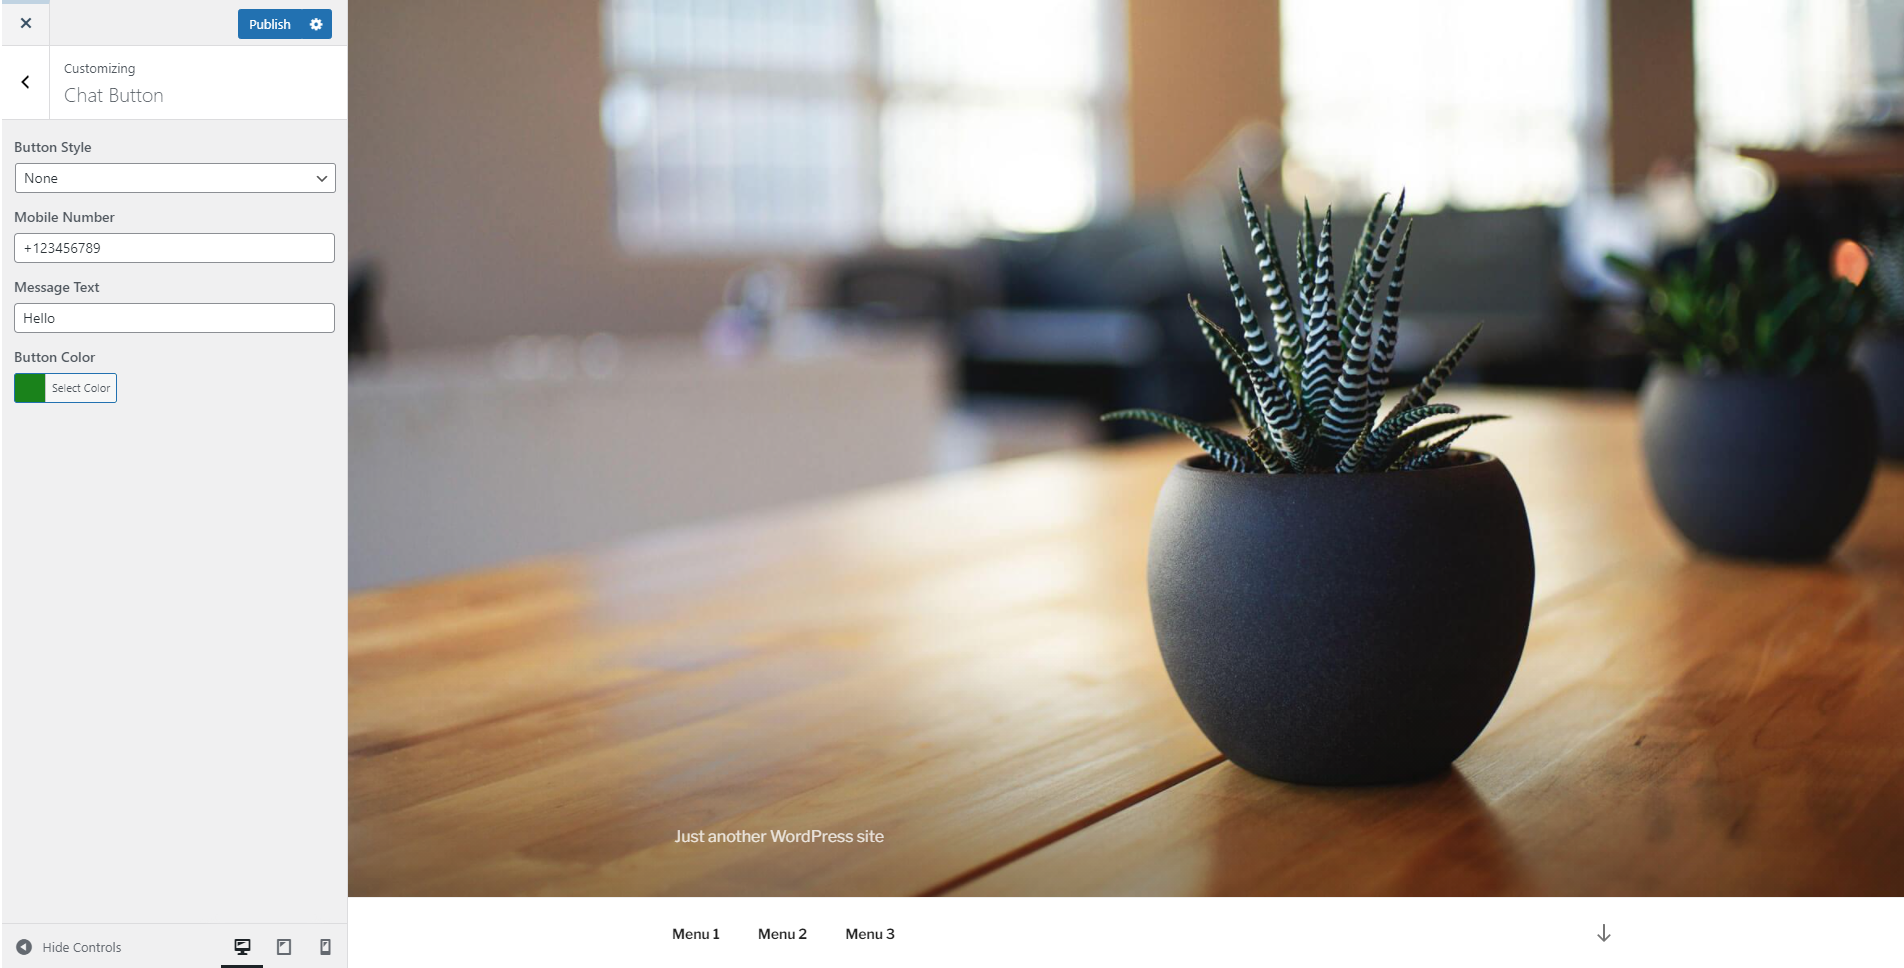 Publish
Customizing
Chat Button
Button Style
None
Mobile Number
+123456789
Message Text
Hello
Button Color
Select Color
Hide Controls
Just another WordPress site
Menu 1 Menu 2 Menu 3